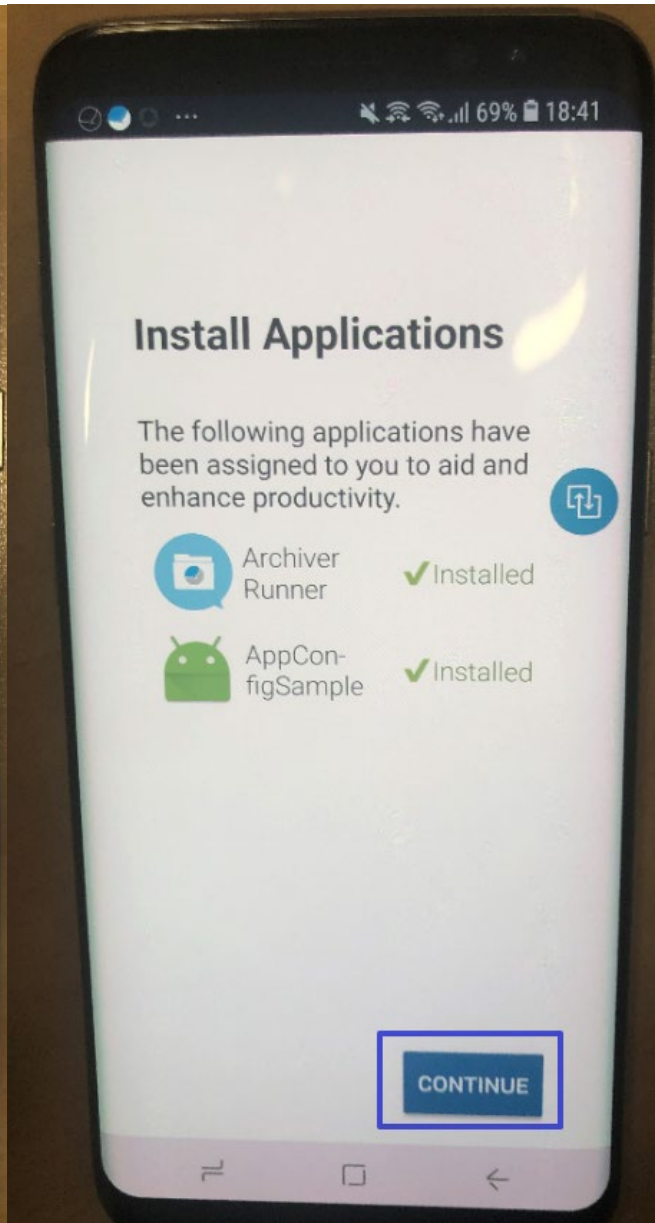 ... 69% 18:41
Install Applications
The following applications have
been assigned to you to aid and
enhance productivity.
Archiver
Runner
✓Installed
AppCon-
figSample
✓Installed
CONTINUE